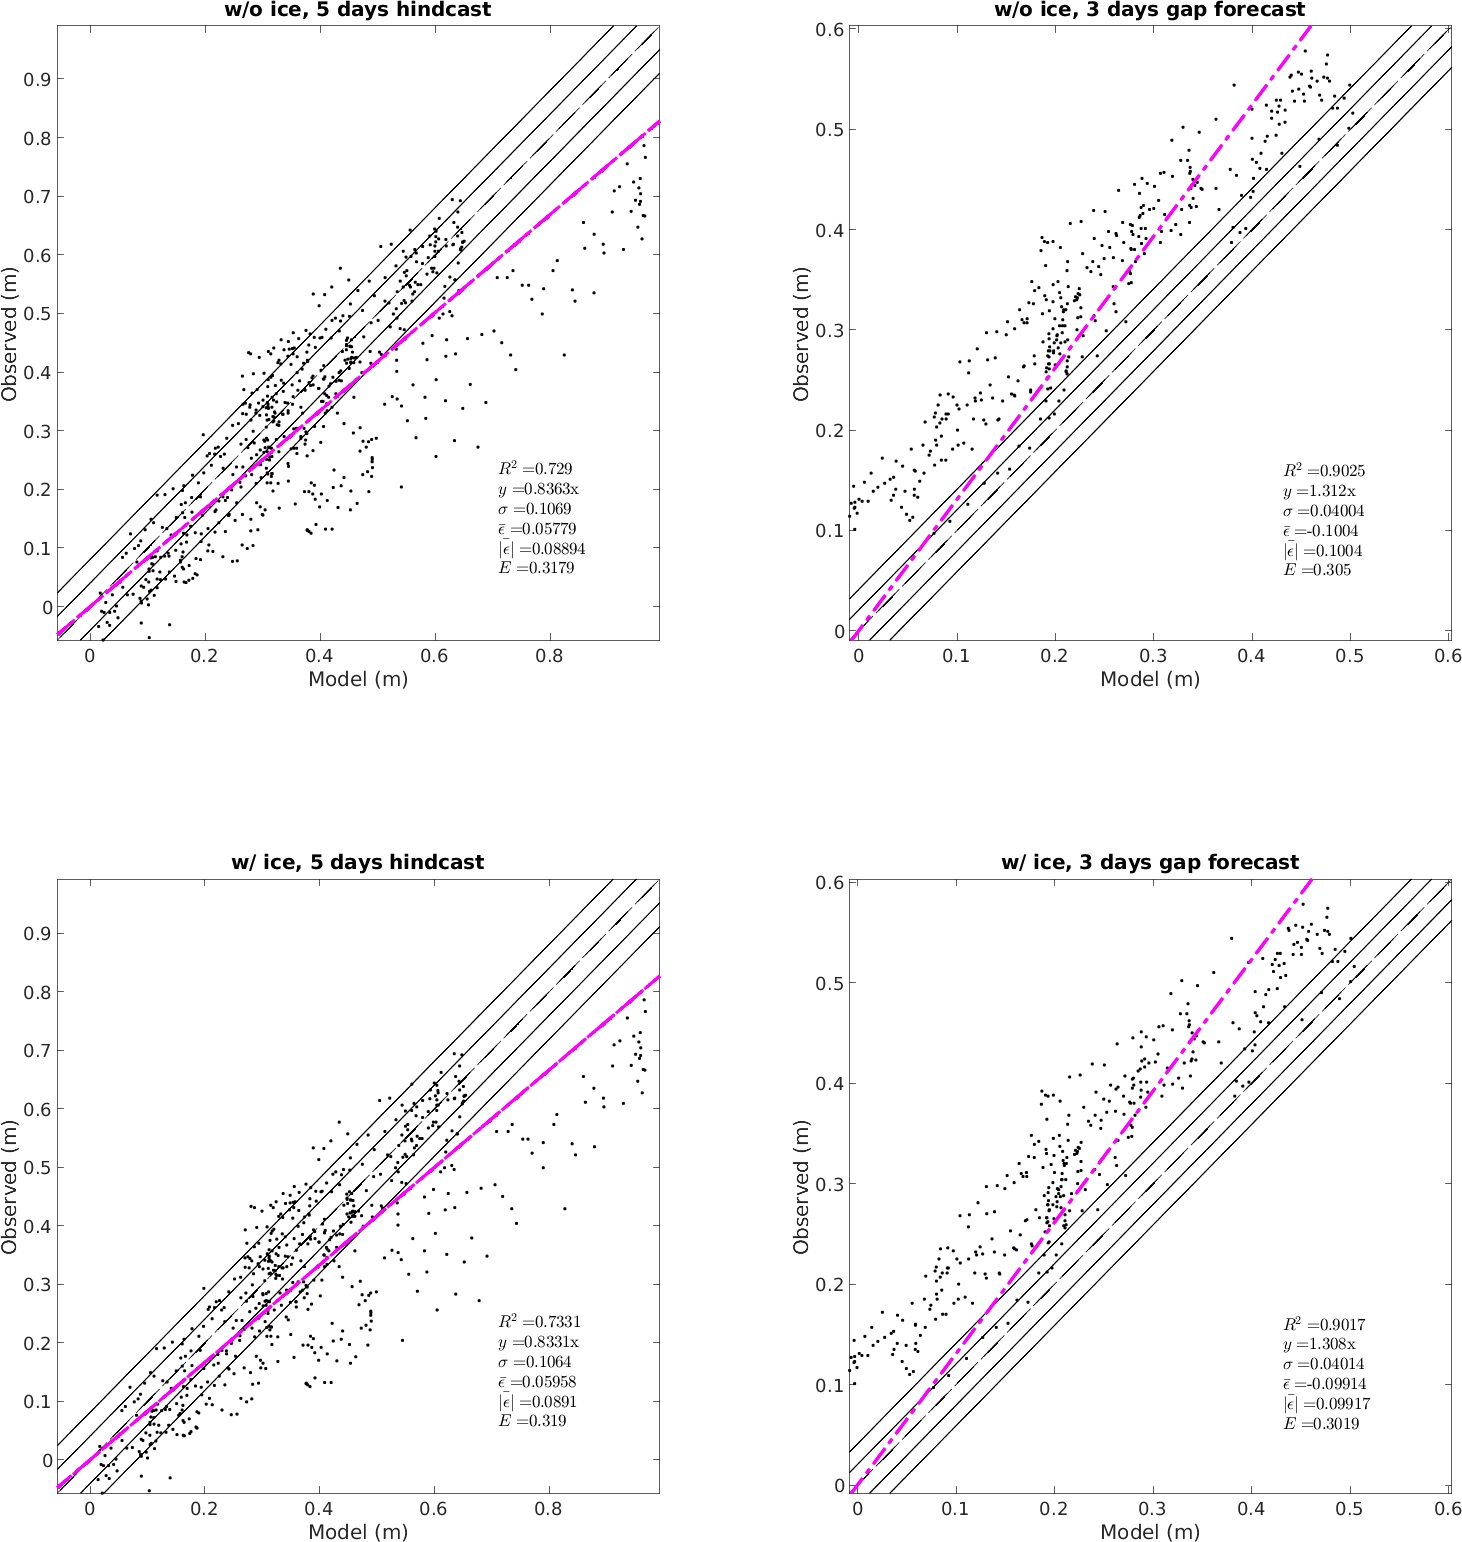 w/o ice, 5 days hindcast
0.9
0.8
0.7
0.6
0.5
0.4
0.3
0.2
0.1
0
Observed (m)
R² =0.729
y =0.8363x
σ =0.1069
ϵ̄ =0.05779
|ϵ̄| =0.08894
E =0.3179
0 0.2 0.4 0.6 0.8
Model (m)
w/o ice, 3 days gap forecast
0.6
0.5
0.4
0.3
0.2
0.1
0
Observed (m)
R² =0.9025
y =1.312x
σ =0.04004
ϵ̄ =-0.1004
|ϵ̄| =0.1004
E =0.305
0 0.1 0.2 0.3 0.4 0.5 0.6
Model (m)
w/ ice, 5 days hindcast
0.9
0.8
0.7
0.6
0.5
0.4
0.3
0.2
0.1
0
Observed (m)
R² =0.7331
y =0.8331x
σ =0.1064
ϵ̄ =0.05958
|ϵ̄| =0.0891
E =0.319
0 0.2 0.4 0.6 0.8
Model (m)
w/ ice, 3 days gap forecast
0.6
0.5
0.4
0.3
0.2
0.1
0
Observed (m)
R² =0.9017
y =1.308x
σ =0.04014
ϵ̄ =-0.09914
|ϵ̄| =0.09917
E =0.3019
0 0.1 0.2 0.3 0.4 0.5 0.6
Model (m)